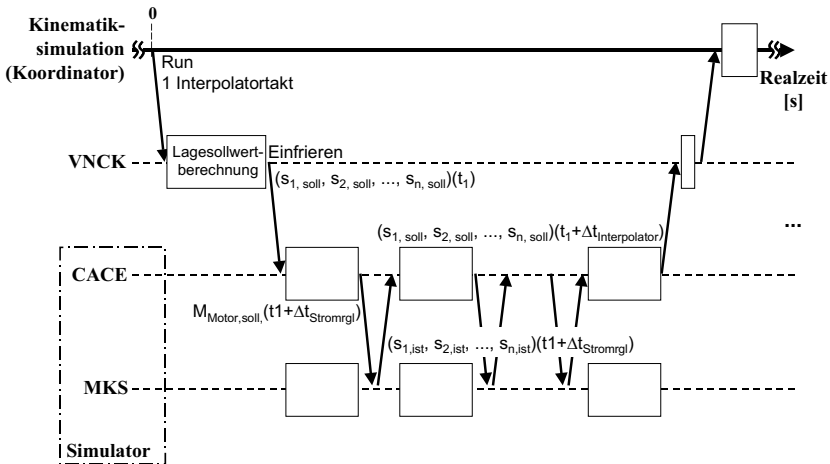 0
Kinematik-
simulation
(Koordinator)
Run
1 Interpolatortakt
Realzeit
[s]
VNCK
Lagesollwert-
berechnung
Einfrieren
(s1, soll, s2, soll, ..., sn, soll)(t1)
(s1, soll, s2, soll, ..., sn, soll)(t1+ΔtInterpolator)
...
CACE
MMotor,soll,(t1+ΔtStromrgl)
(s1,ist, s2,ist, ..., sn,ist)(t1+ΔtStromrgl)
MKS
Simulator